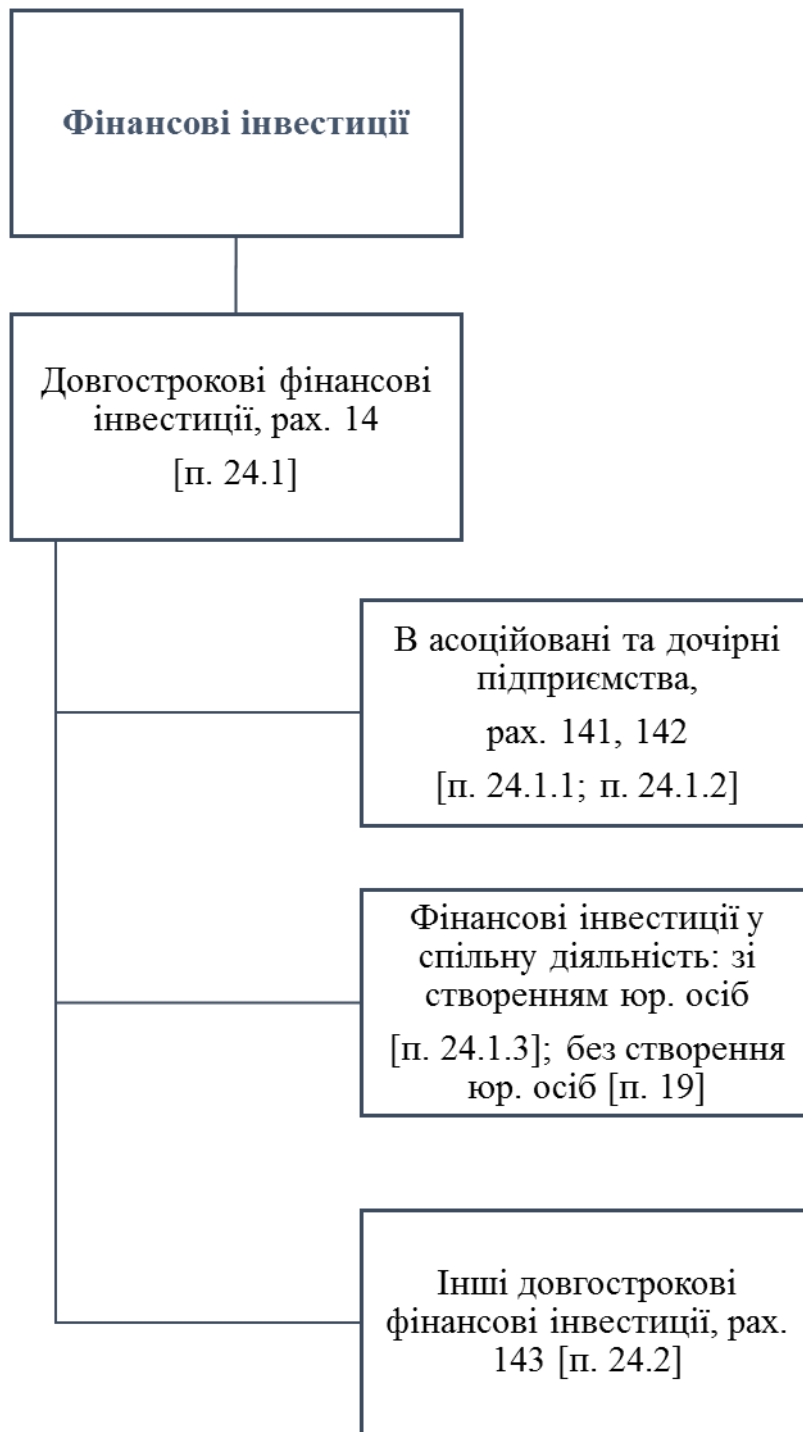 Фінансові інвестиції
Довгострокові фінансові
інвестиції, рах. 14
[п. 24.1]
В асоційовані та дочірні
підприємства,
рах. 141, 142
[п. 24.1.1; п. 24.1.2]
Фінансові інвестиції у
спільну діяльність: зі
створенням юр. осіб
[п. 24.1.3]; без створення
юр. осіб [п. 19]
Інші довгострокові
фінансові інвестиції, рах.
143 [п. 24.2]